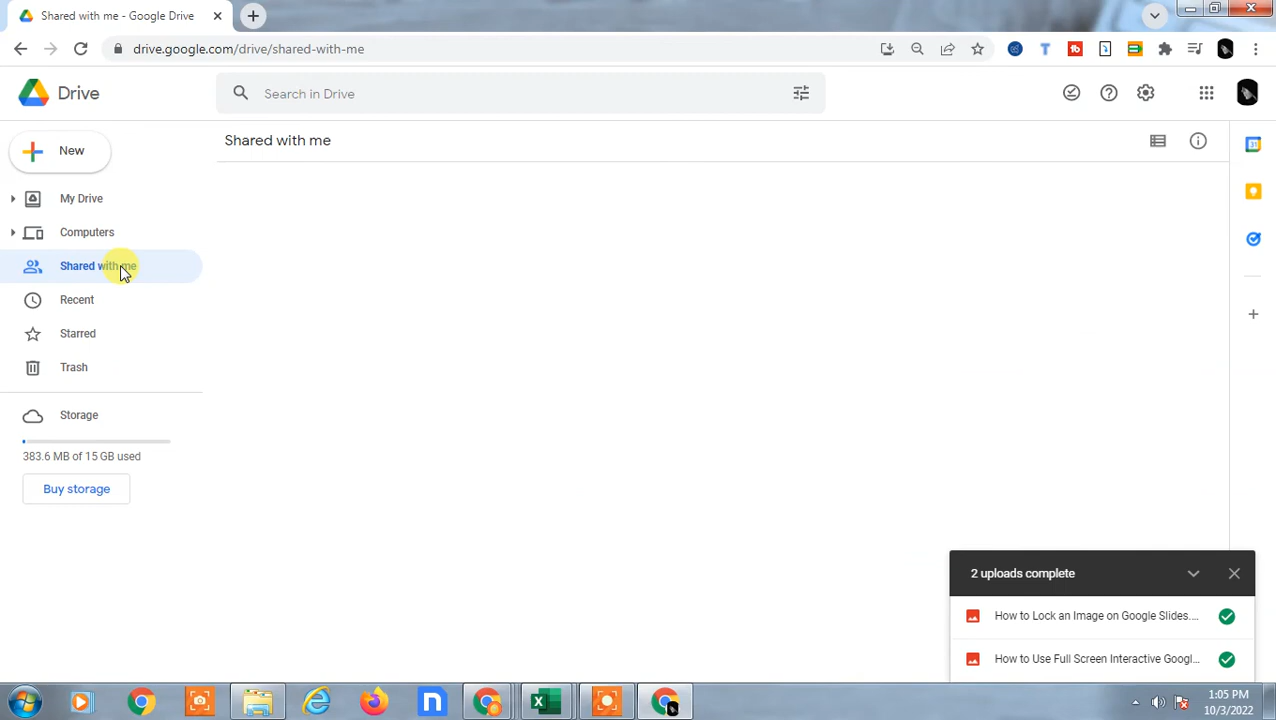 Shared with me - Google Drive
drive.google.com/drive/shared-with-me
Drive
Search in Drive
New
Shared with me
My Drive
Computers
Shared with me
Recent
Starred
Trash
Storage
383.6 MB of 15 GB used
Buy storage
31
2 uploads complete
How to Lock an Image on Google Slides....
How to Use Full Screen Interactive Googl...
1:05 PM
10/3/2022